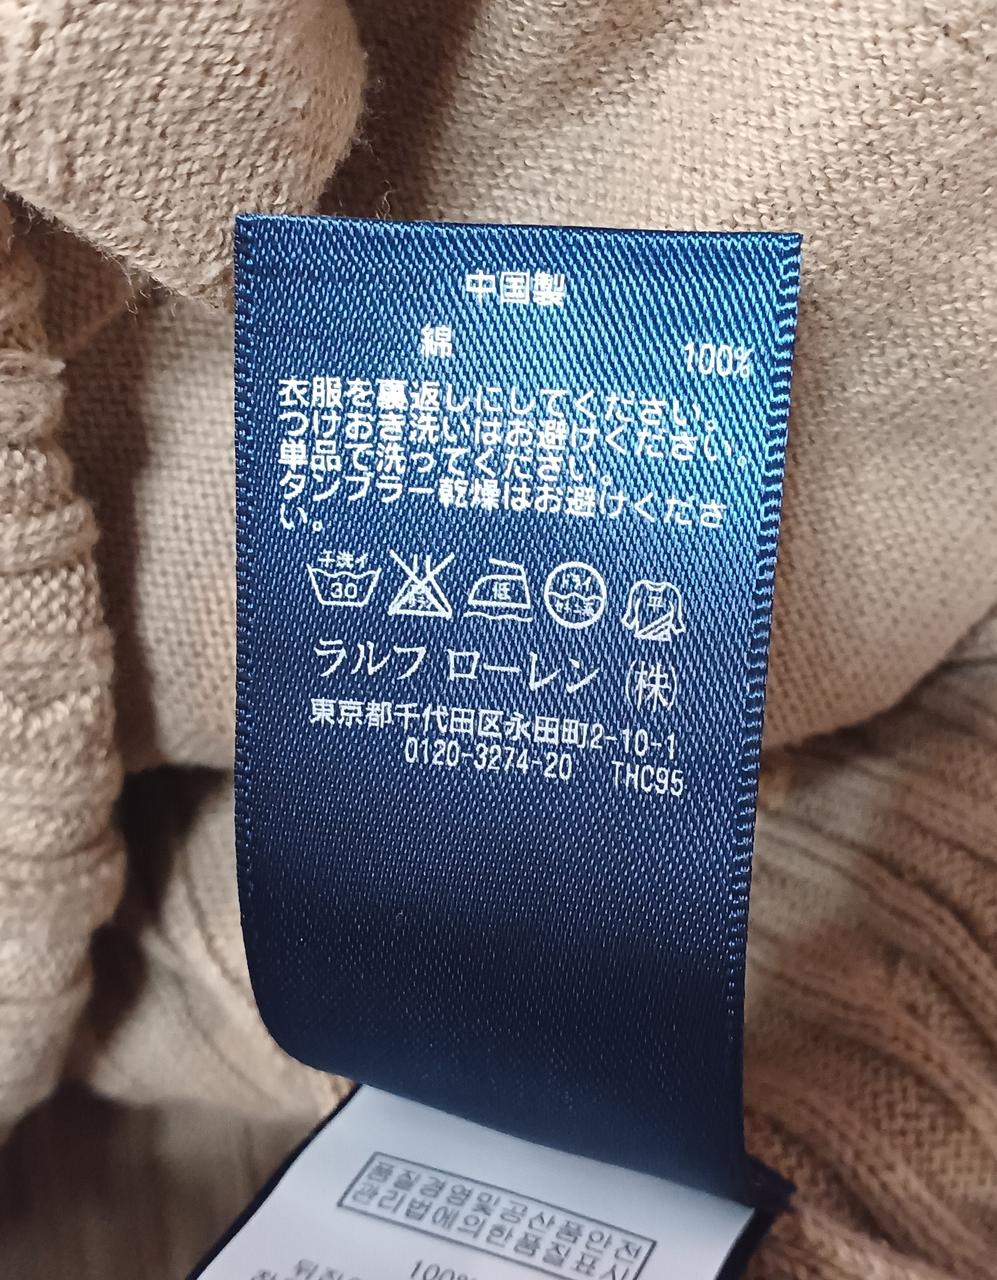 中国製
綿 100%
衣服を裏返しにしてください。
つけおき洗いはお避けください。
単品で洗ってください。
タンブラー乾燥はお避けくださ
い。
手洗イ
30
低
ドライ
平
ラルフ ローレン (株)
東京都千代田区永田町2-10-1
0120-3274-20 THC95
품질경영및공산품안전
관리법에의한품질표시
100%